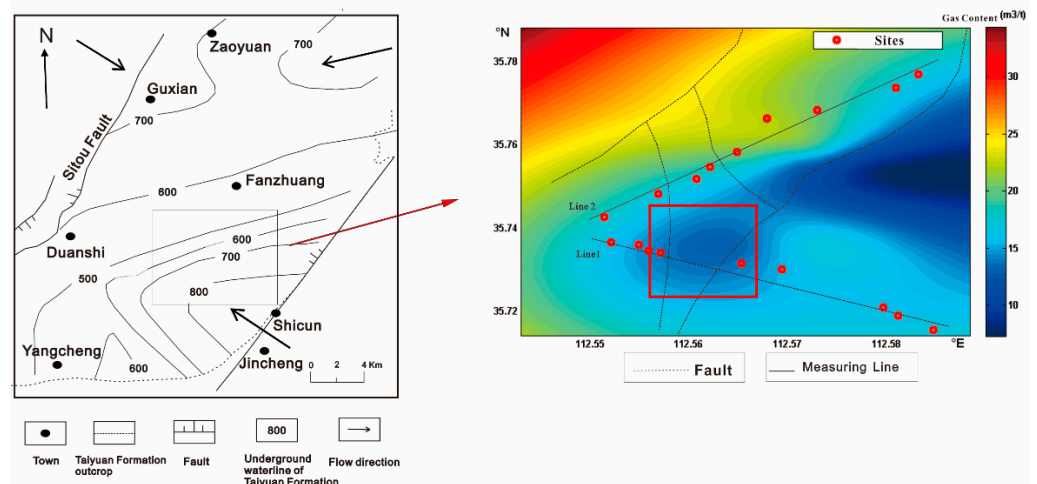 N
Zaoyuan
700
Guxian
700
Sitou Fault
600
Fanzhuang
Duanshi
600
500
700
800
Shicun
Yangcheng
600
Jincheng
0 2 4 Km
800
Town
Taiyuan Formation
outcrop
Fault
Underground
waterline of
Taiyuan Formation
Flow direction
Gas Content (m3/t)
°N
Sites
35.78
35.76
35.74
35.72
Line 2
Line1
112.55 112.56 112.57 112.58 °E
30
25
20
15
10
Fault
Measuring Line